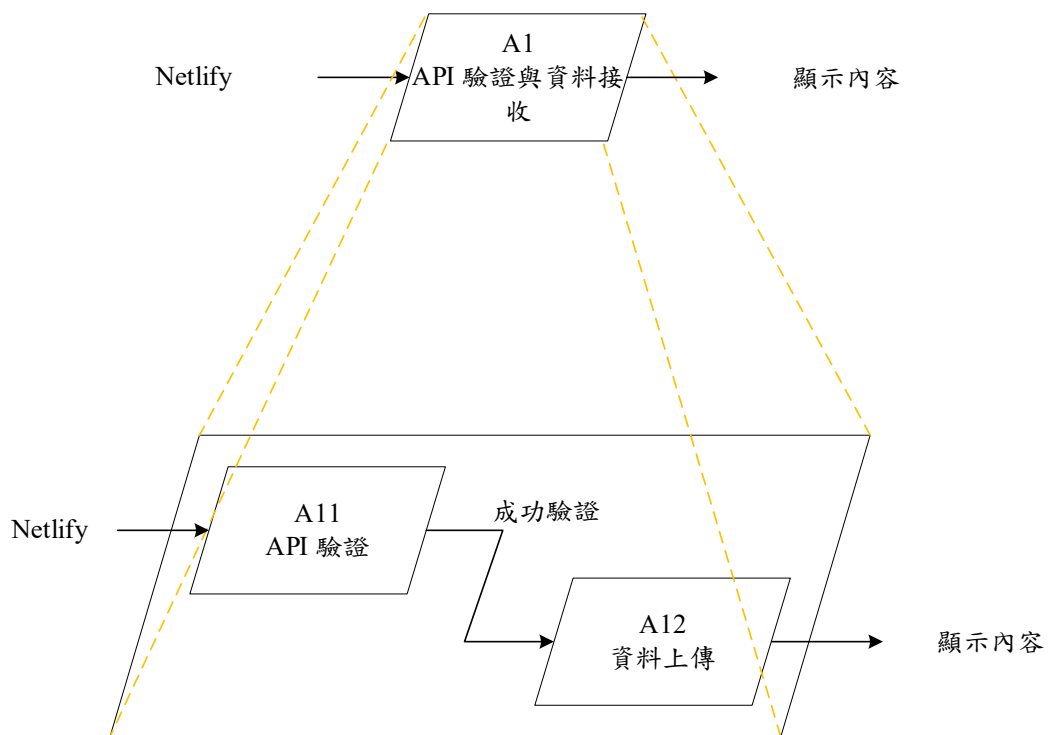 A1
Netlify
API 驗證與資料接
收
顯示內容
A11
API 驗證
成功驗證
Netlify
A12
資料上傳
顯示內容